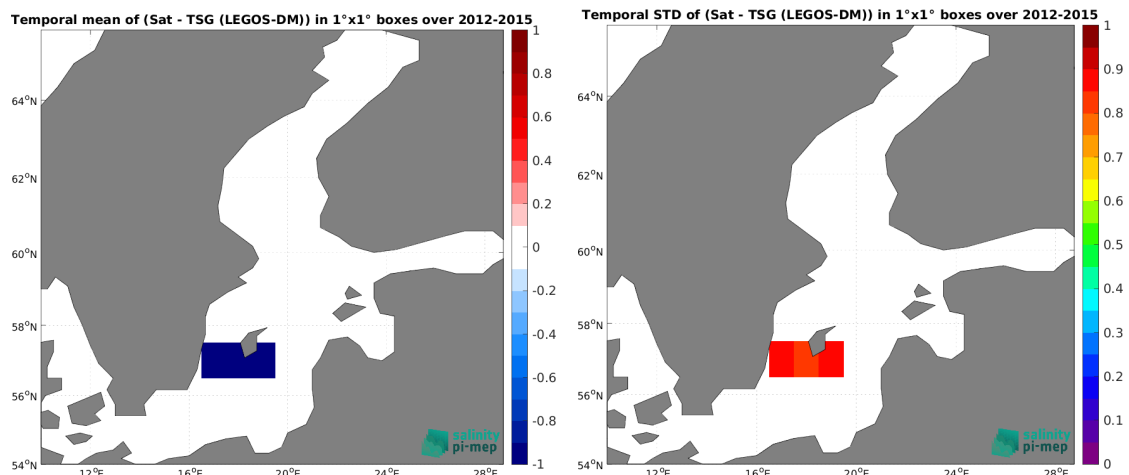 Temporal mean of (Sat - TSG (LEGOS-DM)) in 1°x1° boxes over 2012-2015
64°N
62°N
60°N
58°N
56°N
54°N
12°E
16°E
20°E
24°E
28°E
1
0.8
0.6
0.4
0.2
0
-0.2
-0.4
-0.6
-0.8
-1
salinity
pi-mep
Temporal STD of (Sat - TSG (LEGOS-DM)) in 1°x1° boxes over 2012-2015
64°N
62°N
60°N
58°N
56°N
54°N
12°E
16°E
20°E
24°E
28°E
1
0.9
0.8
0.7
0.6
0.5
0.4
0.3
0.2
0.1
0
salinity
pi-mep